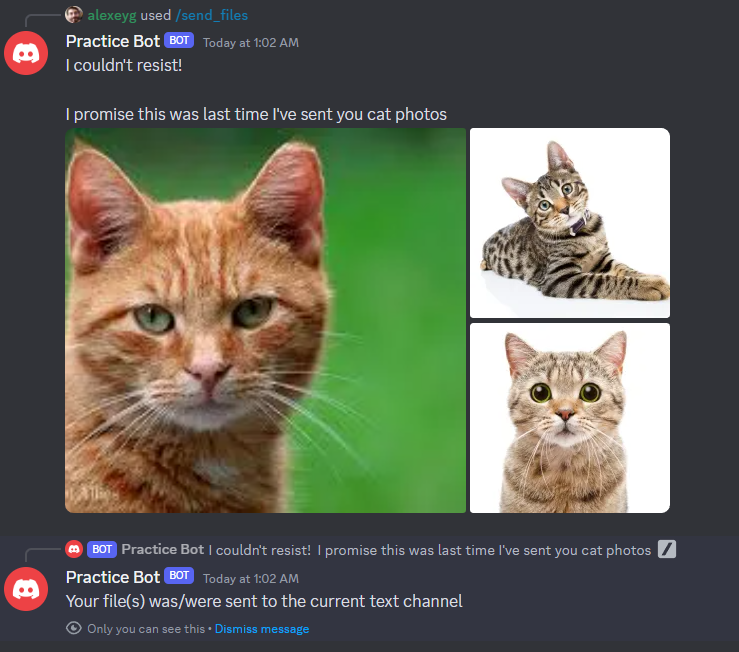 alexeyg used /send_files
Practice Bot BOT Today at 1:02 AM
I couldn't resist!
I promise this was last time I've sent you cat photos
BOT Practice Bot I couldn't resist! I promise this was last time I've sent you cat photos
Practice Bot BOT Today at 1:02 AM
Your file(s) was/were sent to the current text channel
Only you can see this • Dismiss message